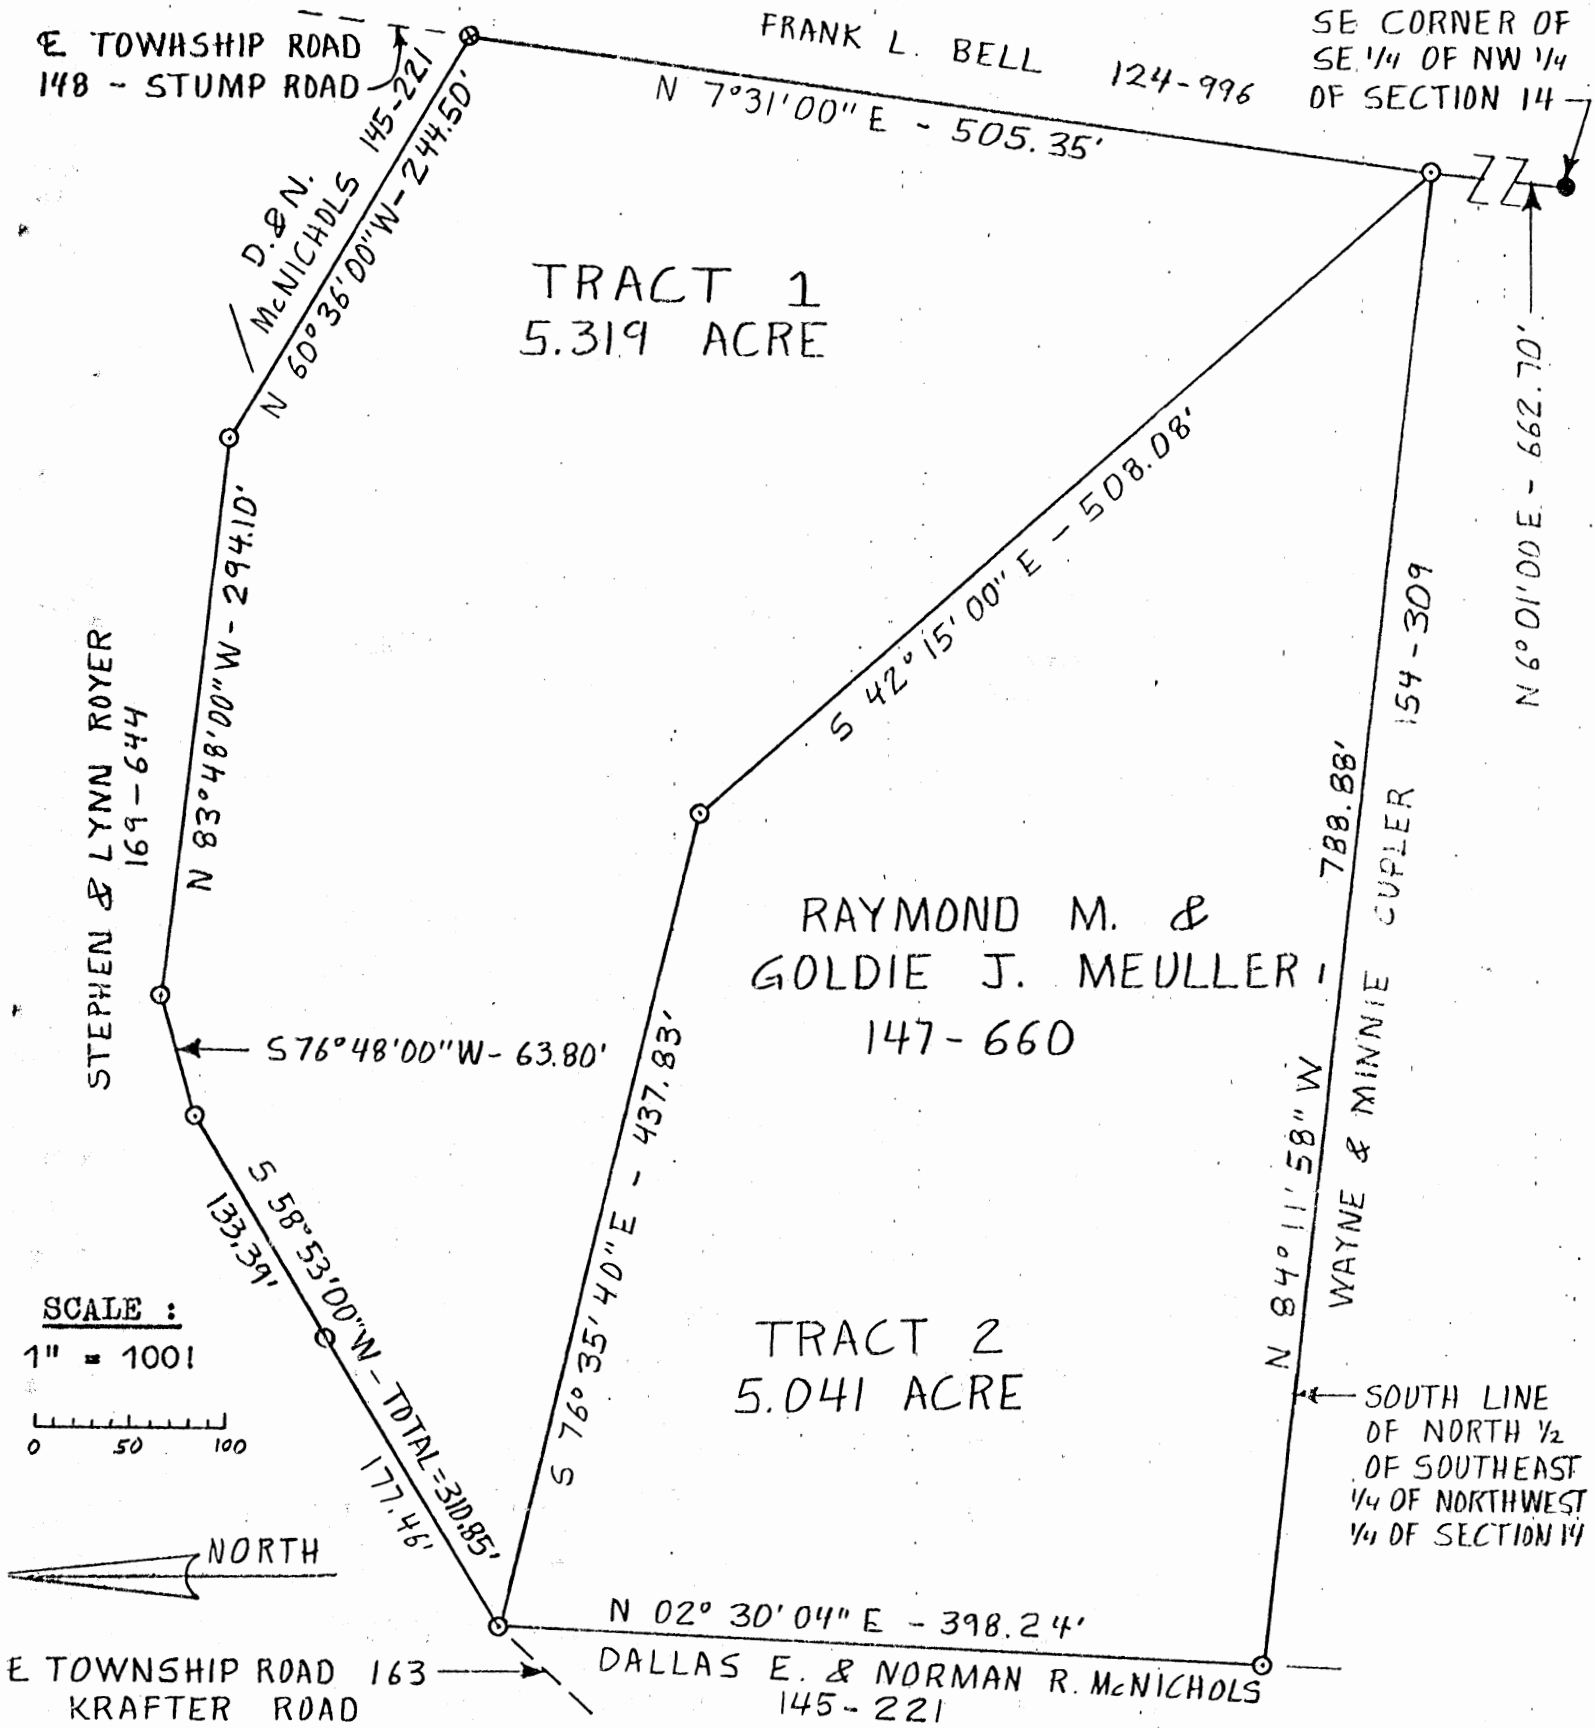 ℄ TOWHSHIP ROAD
148 - STUMP ROAD
FRANK L. BELL 124-996
N 7°31'00" E - 505.35'
SE CORNER OF
SE 1/4 OF NW 1/4
OF SECTION 14
D. & N.
McNICHOLS 145-221
N 60°36'00" W - 244.50'
TRACT 1
5.319 ACRE
N 6°01'00 E - 662.70'
S 42° 15' 00" E - 508.08'
N 83°48'00" W - 294.10'
STEPHEN & LYNN ROYER
169-644
RAYMOND M. &
GOLDIE J. MEULLER
147-660
S 76°48'00" W - 63.80'
S 76° 35' 40" E - 437.83'
N 84° 11' 58" W 788.88'
WAYNE & MINNIE CUPLER 154-309
S 58°53'00" W - TOTAL = 310.85'
133.39'
177.46'
SCALE :
1" = 100!
0 50 100
TRACT 2
5.041 ACRE
SOUTH LINE
OF NORTH 1/2
OF SOUTHEAST
1/4 OF NORTHWEST
1/4 OF SECTION 14
NORTH
N 02° 30' 04" E - 398.24'
E TOWNSHIP ROAD 163
KRAFTER ROAD
DALLAS E. & NORMAN R. McNICHOLS
145-221